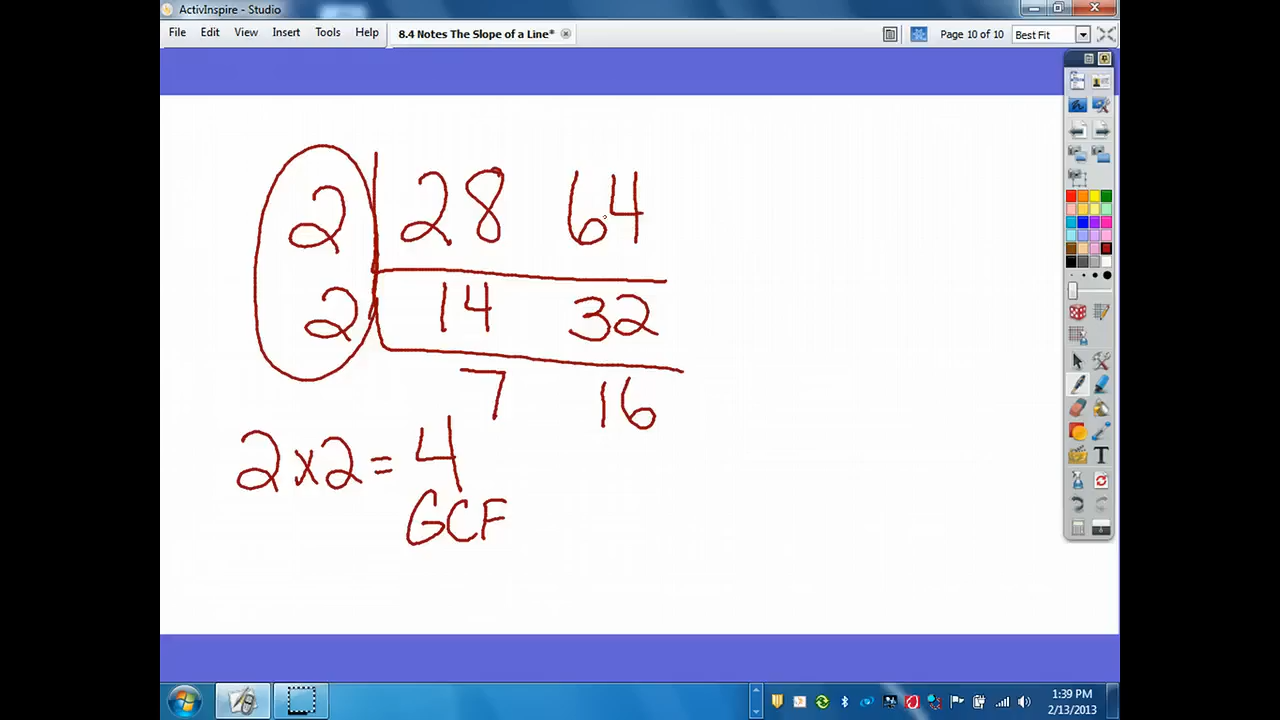 ActivInspire - Studio
File Edit View Insert Tools Help
8.4 Notes The Slope of a Line*
Page 10 of 10
Best Fit
2 28 64
2 14 32
7 16
2x2=4
GCF
1:39 PM
2/13/2013